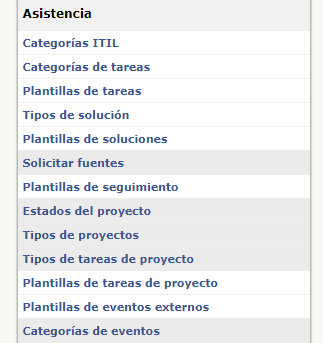 Asistencia
Categorías ITIL
Categorías de tareas
Plantillas de tareas
Tipos de solución
Plantillas de soluciones
Solicitar fuentes
Plantillas de seguimiento
Estados del proyecto
Tipos de proyectos
Tipos de tareas de proyecto
Plantillas de tareas de proyecto
Plantillas de eventos externos
Categorías de eventos